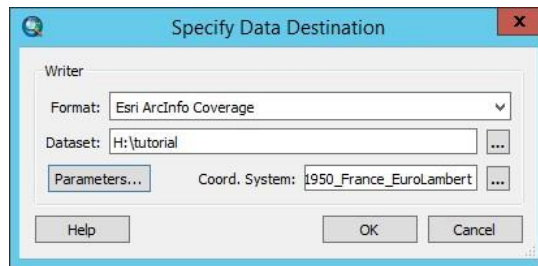 Specify Data Destination
x
Writer
Format: Esri ArcInfo Coverage
Dataset: H:\tutorial ...
Parameters... Coord. System: 1950_France_EuroLambert ...
Help OK Cancel